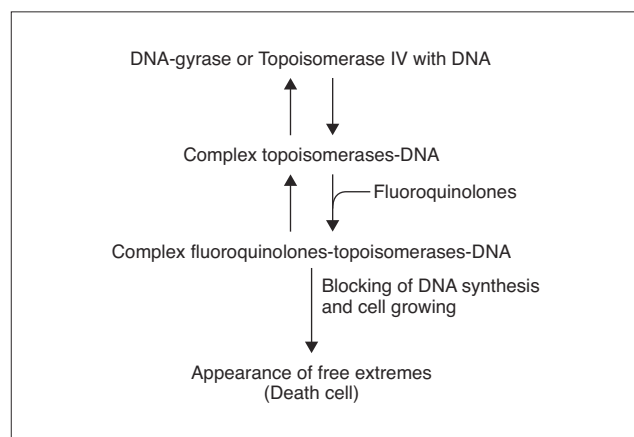 DNA-gyrase or Topoisomerase IV with DNA
Complex topoisomerases-DNA
Fluoroquinolones
Complex fluoroquinolones-topoisomerases-DNA
Blocking of DNA synthesis
and cell growing
Appearance of free extremes
(Death cell)